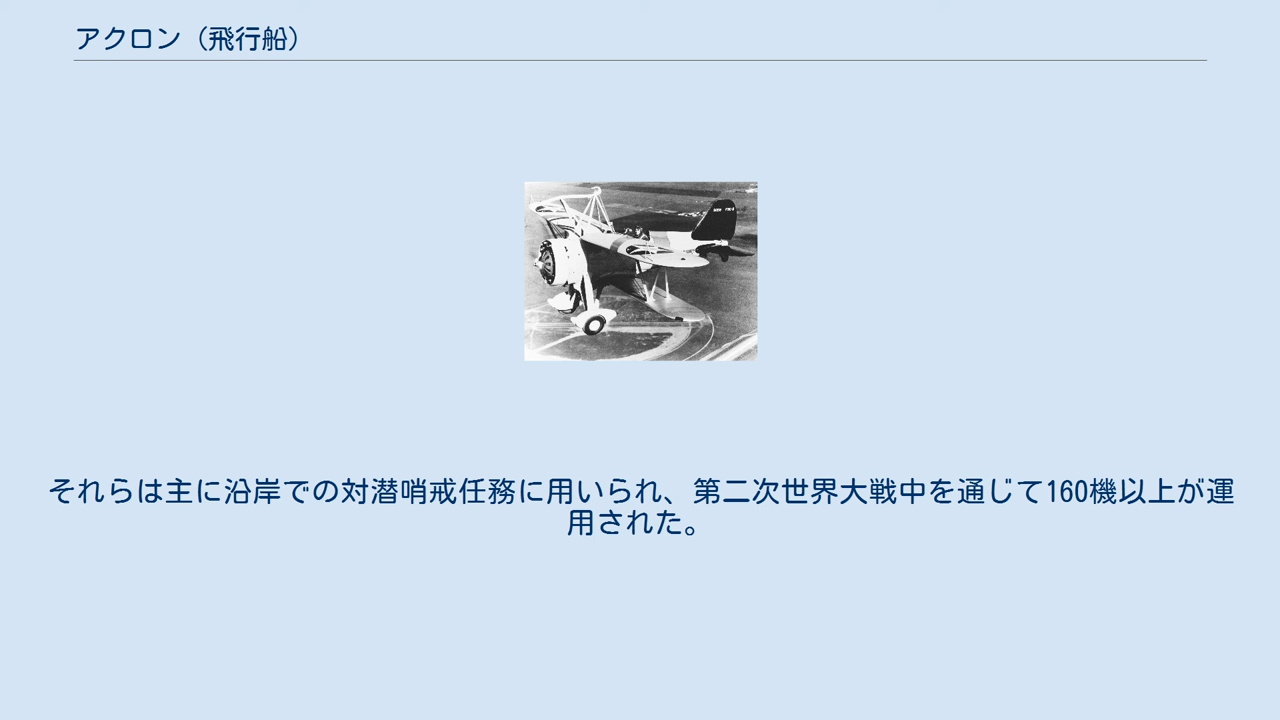 アクロン（飛行船）
それらは主に沿岸での対潜哨戒任務に用いられ、第二次世界大戦中を通じて160機以上が運
用された。